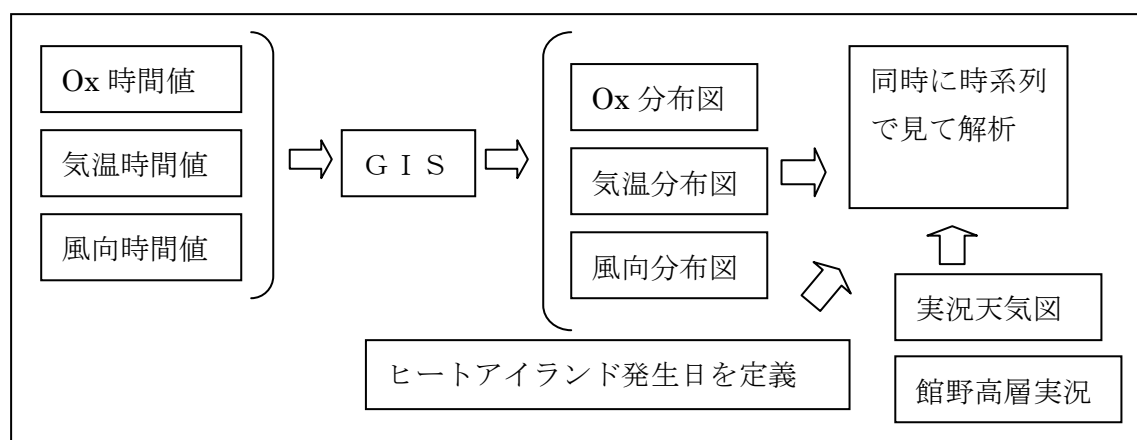 Ox 時間値
気温時間値
風向時間値
ＧＩＳ
Ox 分布図
気温分布図
風向分布図
同時に時系列
で見て解析
ヒートアイランド発生日を定義
実況天気図
館野高層実況